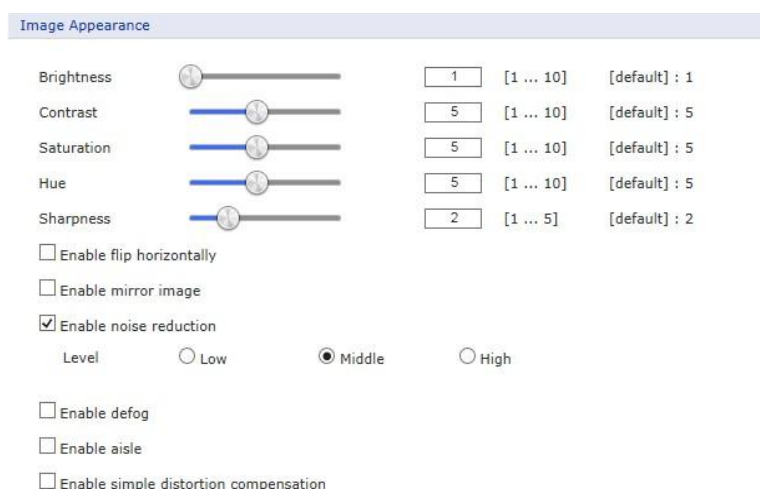 Image Appearance
Brightness 1 [1 ... 10] [default] : 1
Contrast 5 [1 ... 10] [default] : 5
Saturation 5 [1 ... 10] [default] : 5
Hue 5 [1 ... 10] [default] : 5
Sharpness 2 [1 ... 5] [default] : 2
Enable flip horizontally
Enable mirror image
Enable noise reduction
Level Low Middle High
Enable defog
Enable aisle
Enable simple distortion compensation